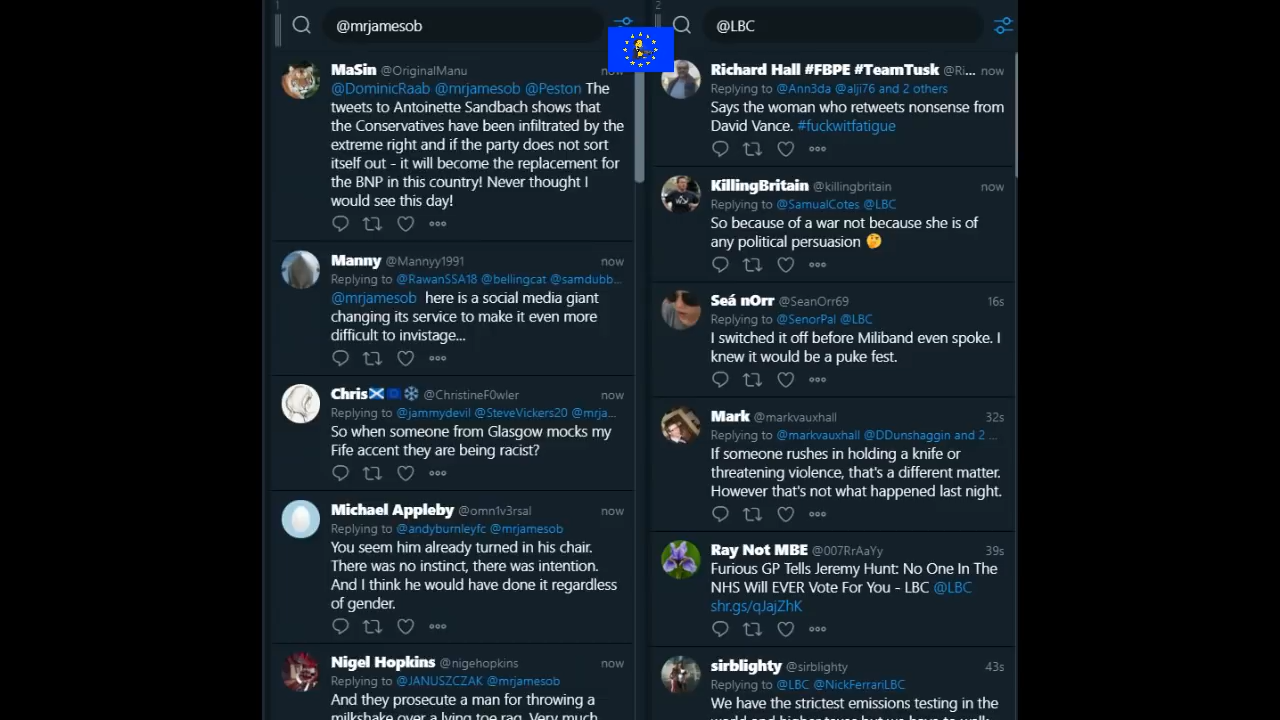 1
@mrjamesob
MaSin @OriginalManu now
@DominicRaab @mrjamesob @Peston The
tweets to Antoinette Sandbach shows that
the Conservatives have been infiltrated by the
extreme right and if the party does not sort
itself out - it will become the replacement for
the BNP in this country! Never thought I
would see this day!
Manny @Mannyy1991 now
Replying to @RawanSSA18 @bellingcat @samdubb...
@mrjamesob here is a social media giant
changing its service to make it even more
difficult to invistage...
Chris @ChristineF0wler now
Replying to @jammydevil @SteveVickers20 @mrja...
So when someone from Glasgow mocks my
Fife accent they are being racist?
Michael Appleby @omn1v3rsal now
Replying to @andyburnleyfc @mrjamesob
You seem him already turned in his chair.
There was no instinct, there was intention.
And I think he would have done it regardless
of gender.
Nigel Hopkins @nigehopkins now
Replying to @JANUSZCZAK @mrjamesob
And they prosecute a man for throwing a
milkshake over a lying toe rag. Very much
2
@LBC
Richard Hall #FBPE #TeamTusk @Ri... now
Replying to @Ann3da @alji76 and 2 others
Says the woman who retweets nonsense from
David Vance. #fuckwitfatigue
KillingBritain @killingbritain now
Replying to @SamualCotes @LBC
So because of a war not because she is of
any political persuasion 🤔
Seá nOrr @SeanOrr69 16s
Replying to @SenorPal @LBC
I switched it off before Miliband even spoke. I
knew it would be a puke fest.
Mark @markvauxhall 32s
Replying to @markvauxhall @DDunshaggin and 2 ...
If someone rushes in holding a knife or
threatening violence, that's a different matter.
However that's not what happened last night.
Ray Not MBE @007RrAaYy 39s
Furious GP Tells Jeremy Hunt: No One In The
NHS Will EVER Vote For You - LBC @LBC
shr.gs/qJajZhK
sirblighty @sirblighty 43s
Replying to @LBC @NickFerrariLBC
We have the strictest emissions testing in the
world and higher taxes but we have to walk